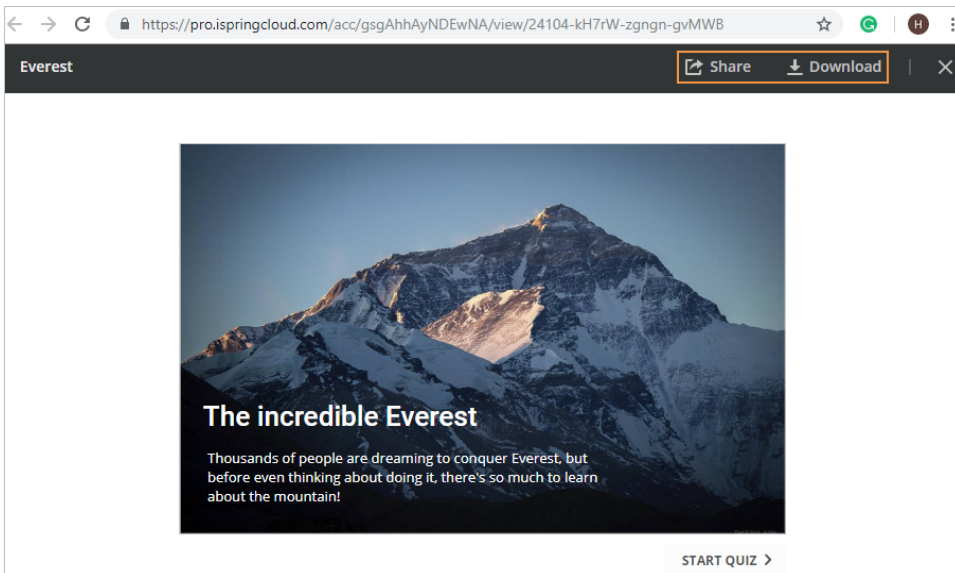 https://pro.ispringcloud.com/acc/gsgAhhAyNDEwNA/view/24104-kH7rW-zgngn-gvMWB
H
Everest
Share
Download
The incredible Everest
Thousands of people are dreaming to conquer Everest, but
before even thinking about doing it, there's so much to learn
about the mountain!
START QUIZ